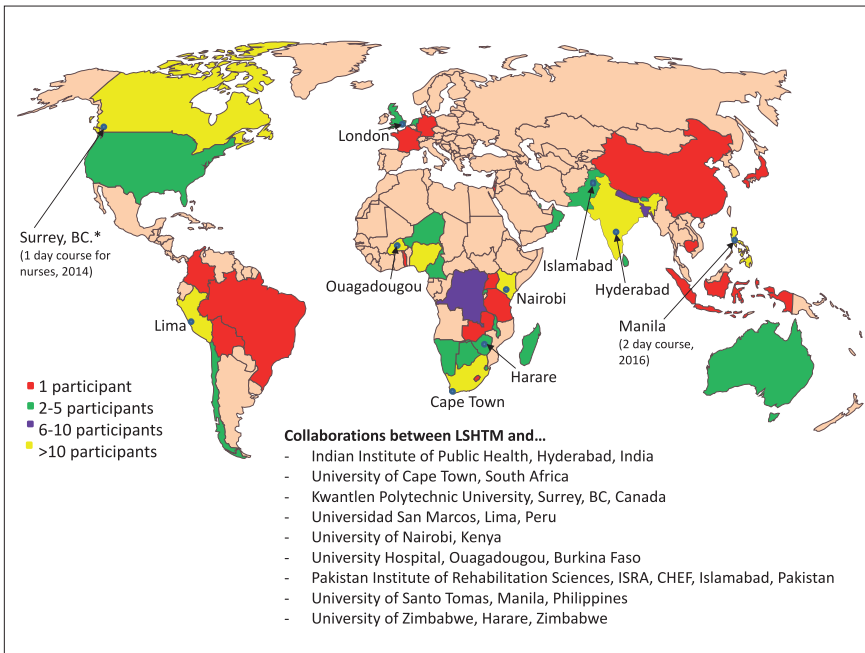 London
Surrey, BC.*
(1 day course for
nurses, 2014)
Islamabad
Ouagadougou
Hyderabad
Nairobi
Manila
(2 day course,
2016)
Lima
Harare
Cape Town
1 participant
2-5 participants
6-10 participants
>10 participants
Collaborations between LSHTM and…
- Indian Institute of Public Health, Hyderabad, India
- University of Cape Town, South Africa
- Kwantlen Polytechnic University, Surrey, BC, Canada
- Universidad San Marcos, Lima, Peru
- University of Nairobi, Kenya
- University Hospital, Ouagadougou, Burkina Faso
- Pakistan Institute of Rehabilitation Sciences, ISRA, CHEF, Islamabad, Pakistan
- University of Santo Tomas, Manila, Philippines
- University of Zimbabwe, Harare, Zimbabwe